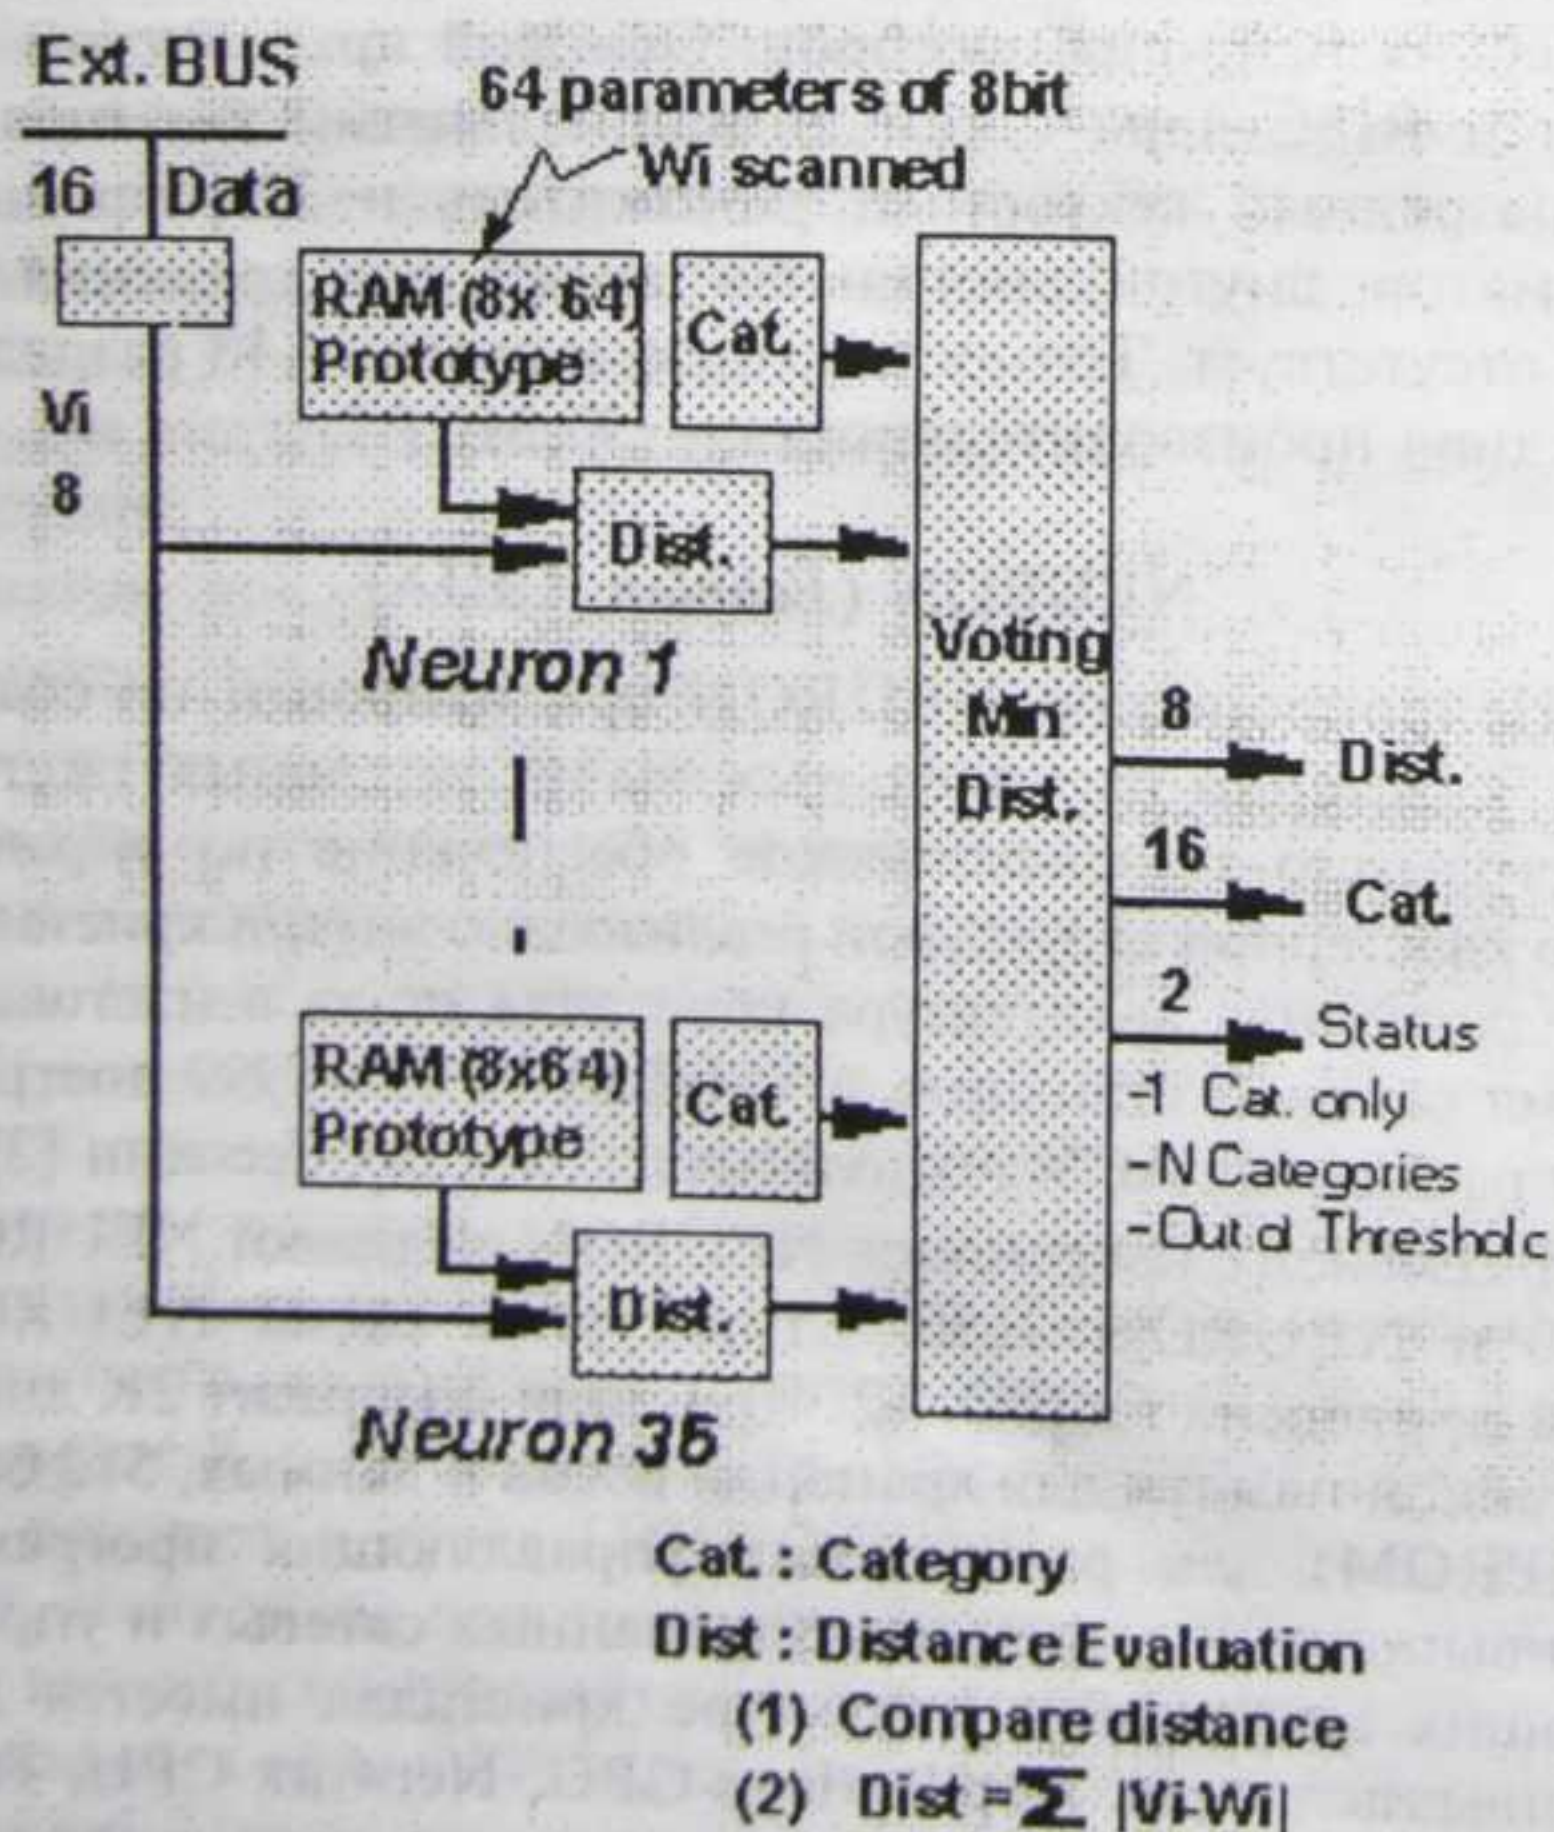 Ext. BUS
64 parameters of 8bit
Wi scanned
16 Data
RAM (8x 64)
Prototype
Cat.
Vi
8
Dist.
Neuron 1
Voting
Min
Dist.
8
Dist.
16
Cat.
2
Status
-1 Cat. only
-N Categories
-Out of Threshold
RAM (8x64)
Prototype
Cat.
Dist.
Neuron 36
Cat. : Category
Dist : Distance Evaluation
(1) Compare distance
(2) Dist = Σ |Vi-Wi|